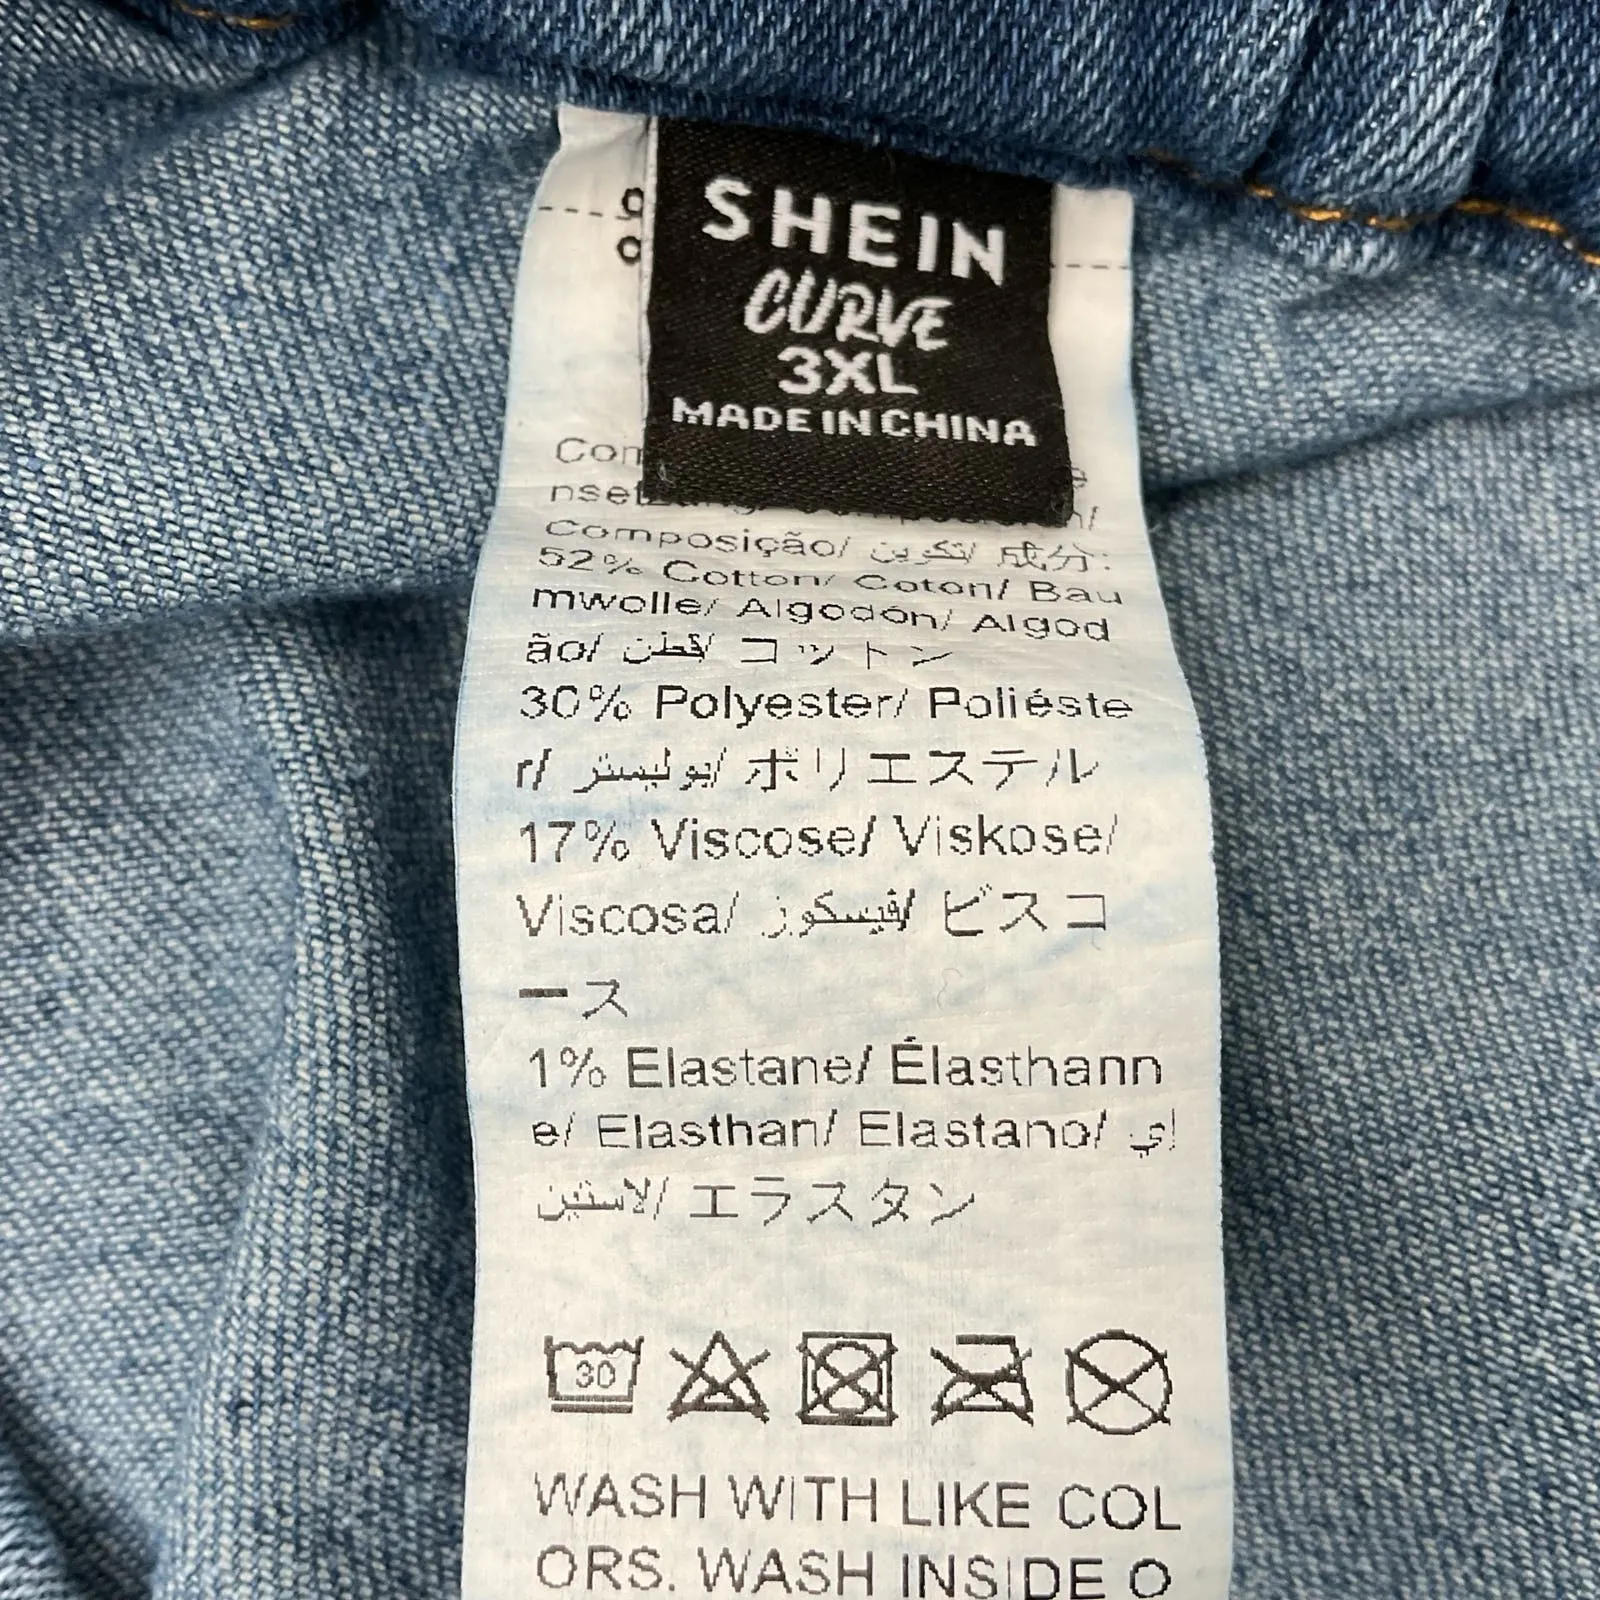 SHEIN
CURVE
3XL
MADE IN CHINA
Composição/ تكوين/ 成分:
52% Cotton/ Coton/ Bau
mwolle/ Algodón/ Algod
ão/ قطن/ コットン
30% Polyester/ Poliéste
r/ بوليستر/ ポリエステル
17% Viscose/ Viskose/
Viscosa/ فيسكوز/ ビスコ
ース
1% Elastane/ Élasthann
e/ Elasthan/ Elastano/ إي
لاستين/ エラスタン
30
WASH WITH LIKE COL
ORS. WASH INSIDE O